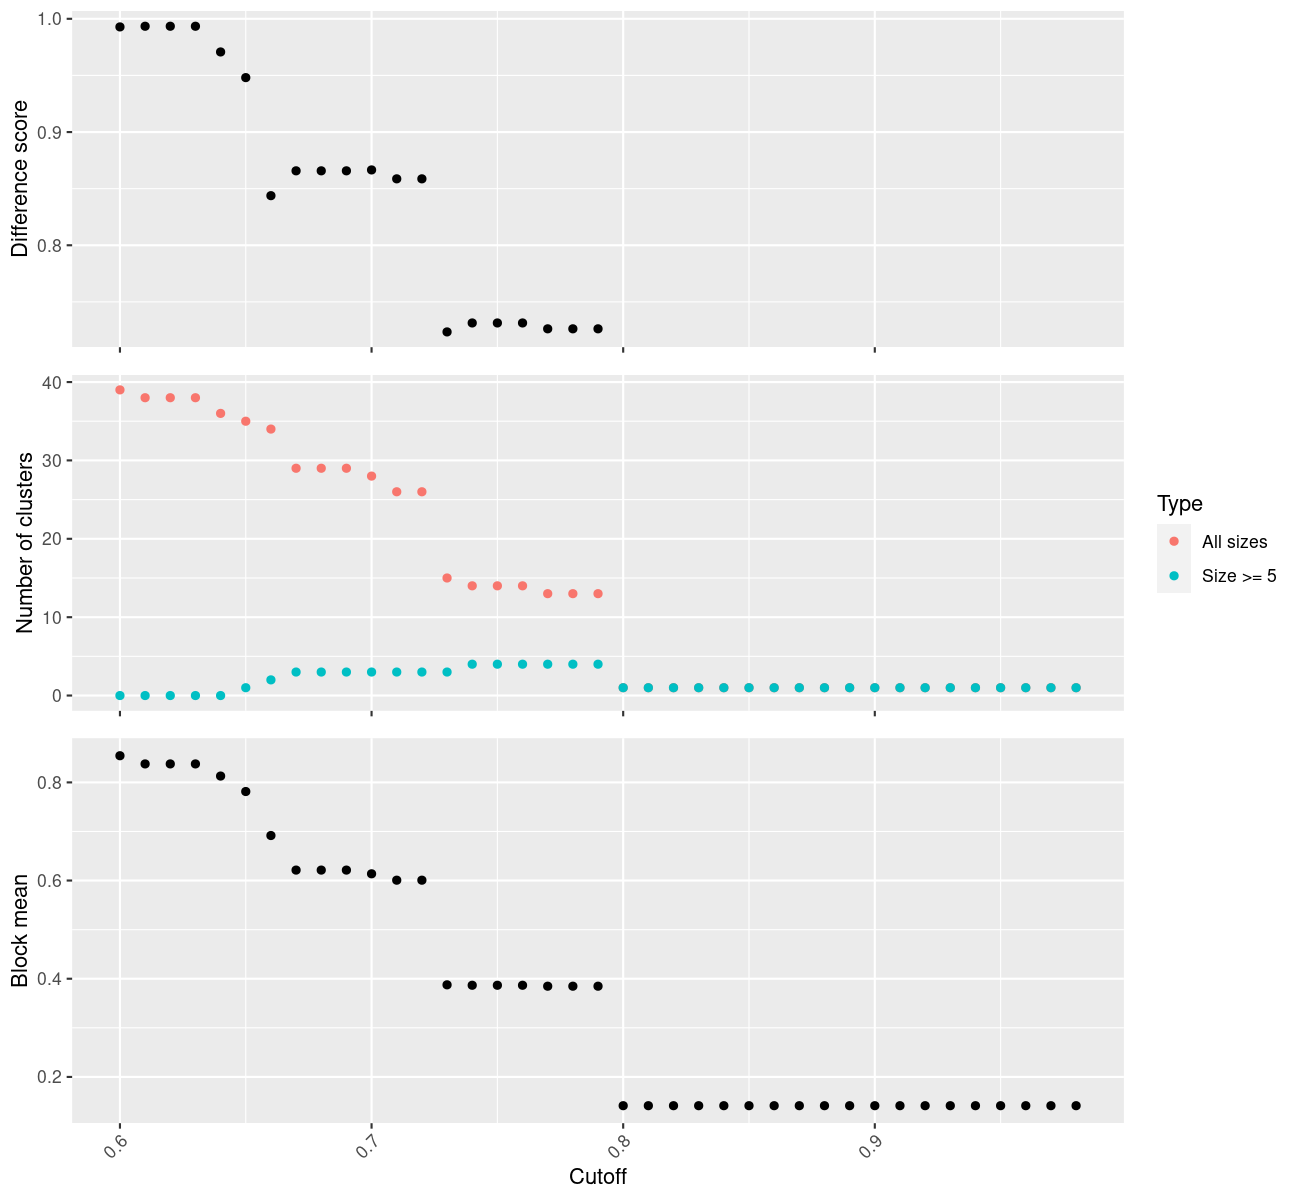 1.0
0.9
0.8
Difference score
40
30
20
10
0
Number of clusters
Type
All sizes
Size >= 5
0.8
0.6
0.4
0.2
Block mean
0.6
0.7
0.8
0.9
Cutoff